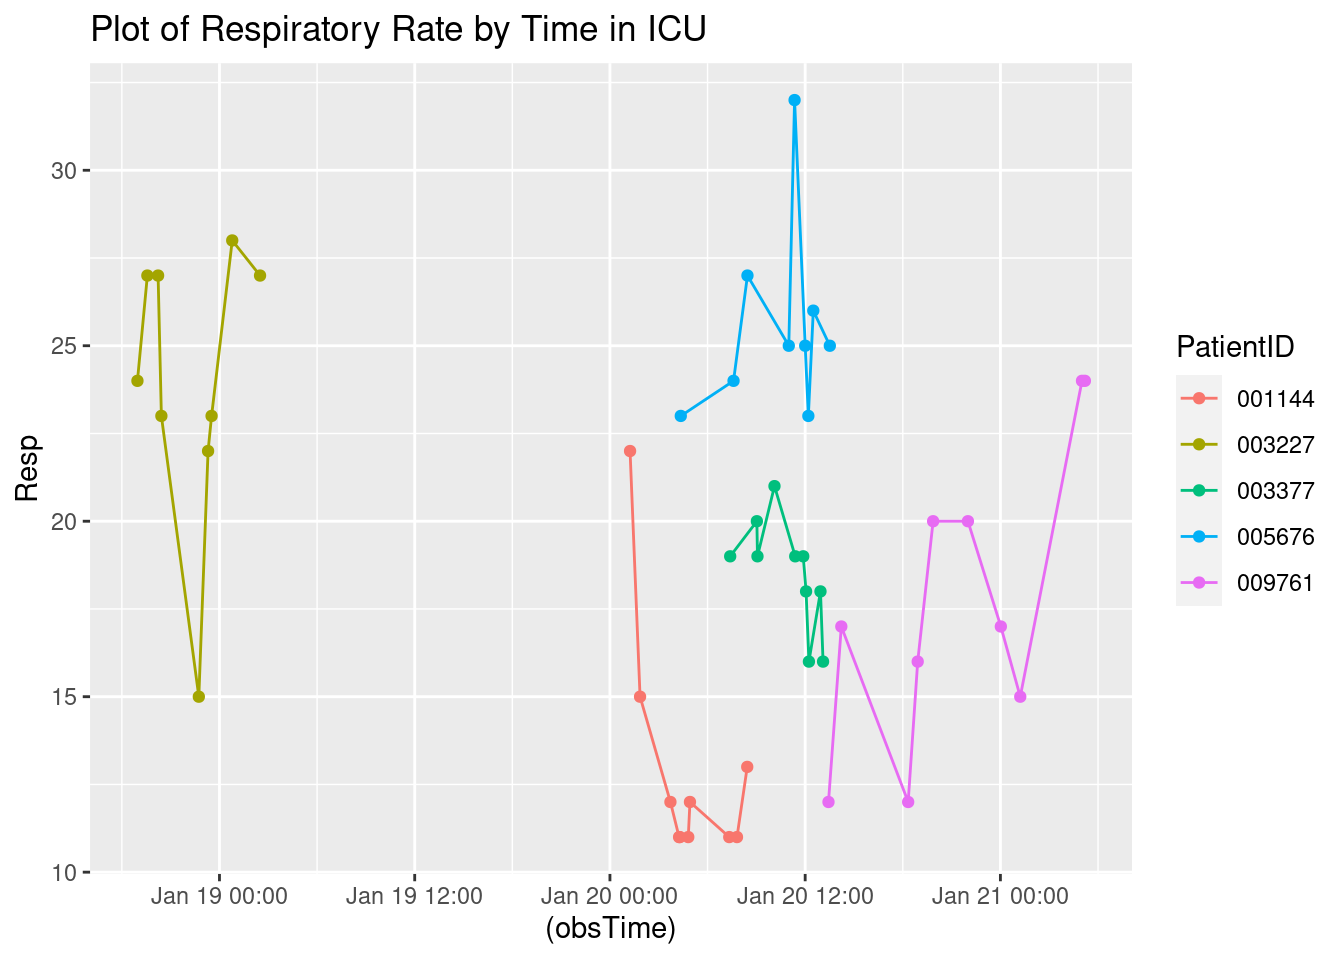 Plot of Respiratory Rate by Time in ICU
Resp
30
25
20
15
10
Jan 19 00:00
Jan 19 12:00
Jan 20 00:00
Jan 20 12:00
Jan 21 00:00
(obsTime)
PatientID
001144
003227
003377
005676
009761